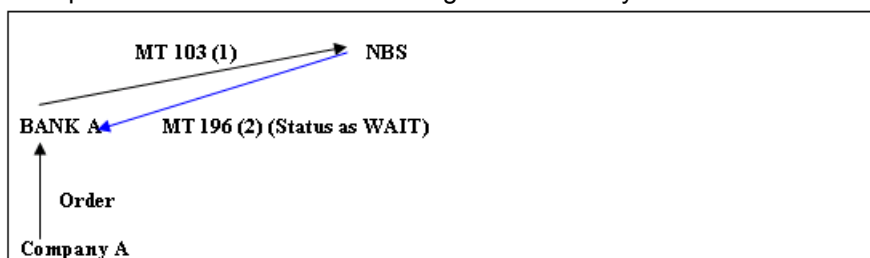 MT 103 (1)
NBS
BANK A
MT 196 (2) (Status as WAIT)
Order
Company A